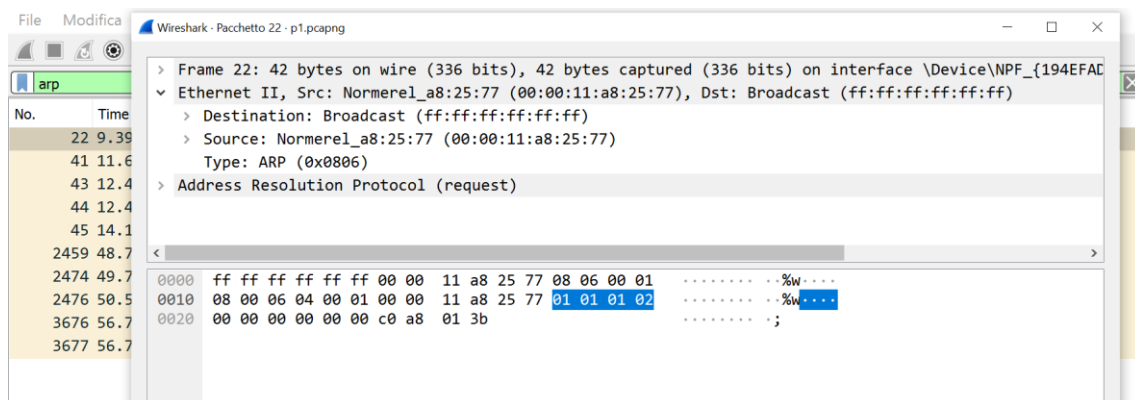 File Modifica
Wireshark · Pacchetto 22 · p1.pcapng
arp
No. Time
22 9.39
41 11.6
43 12.4
44 12.4
45 14.1
2459 48.7
2474 49.7
2476 50.5
3676 56.7
3677 56.7
Frame 22: 42 bytes on wire (336 bits), 42 bytes captured (336 bits) on interface \Device\NPF_{194EFAD
Ethernet II, Src: Normerel_a8:25:77 (00:00:11:a8:25:77), Dst: Broadcast (ff:ff:ff:ff:ff:ff)
Destination: Broadcast (ff:ff:ff:ff:ff:ff)
Source: Normerel_a8:25:77 (00:00:11:a8:25:77)
Type: ARP (0x0806)
Address Resolution Protocol (request)
0000 ff ff ff ff ff ff 00 00 11 a8 25 77 08 06 00 01 ········ ··%w····
0010 08 00 06 04 00 01 00 00 11 a8 25 77 01 01 01 02 ········ ··%w····
0020 00 00 00 00 00 00 c0 a8 01 3b ········ ·;